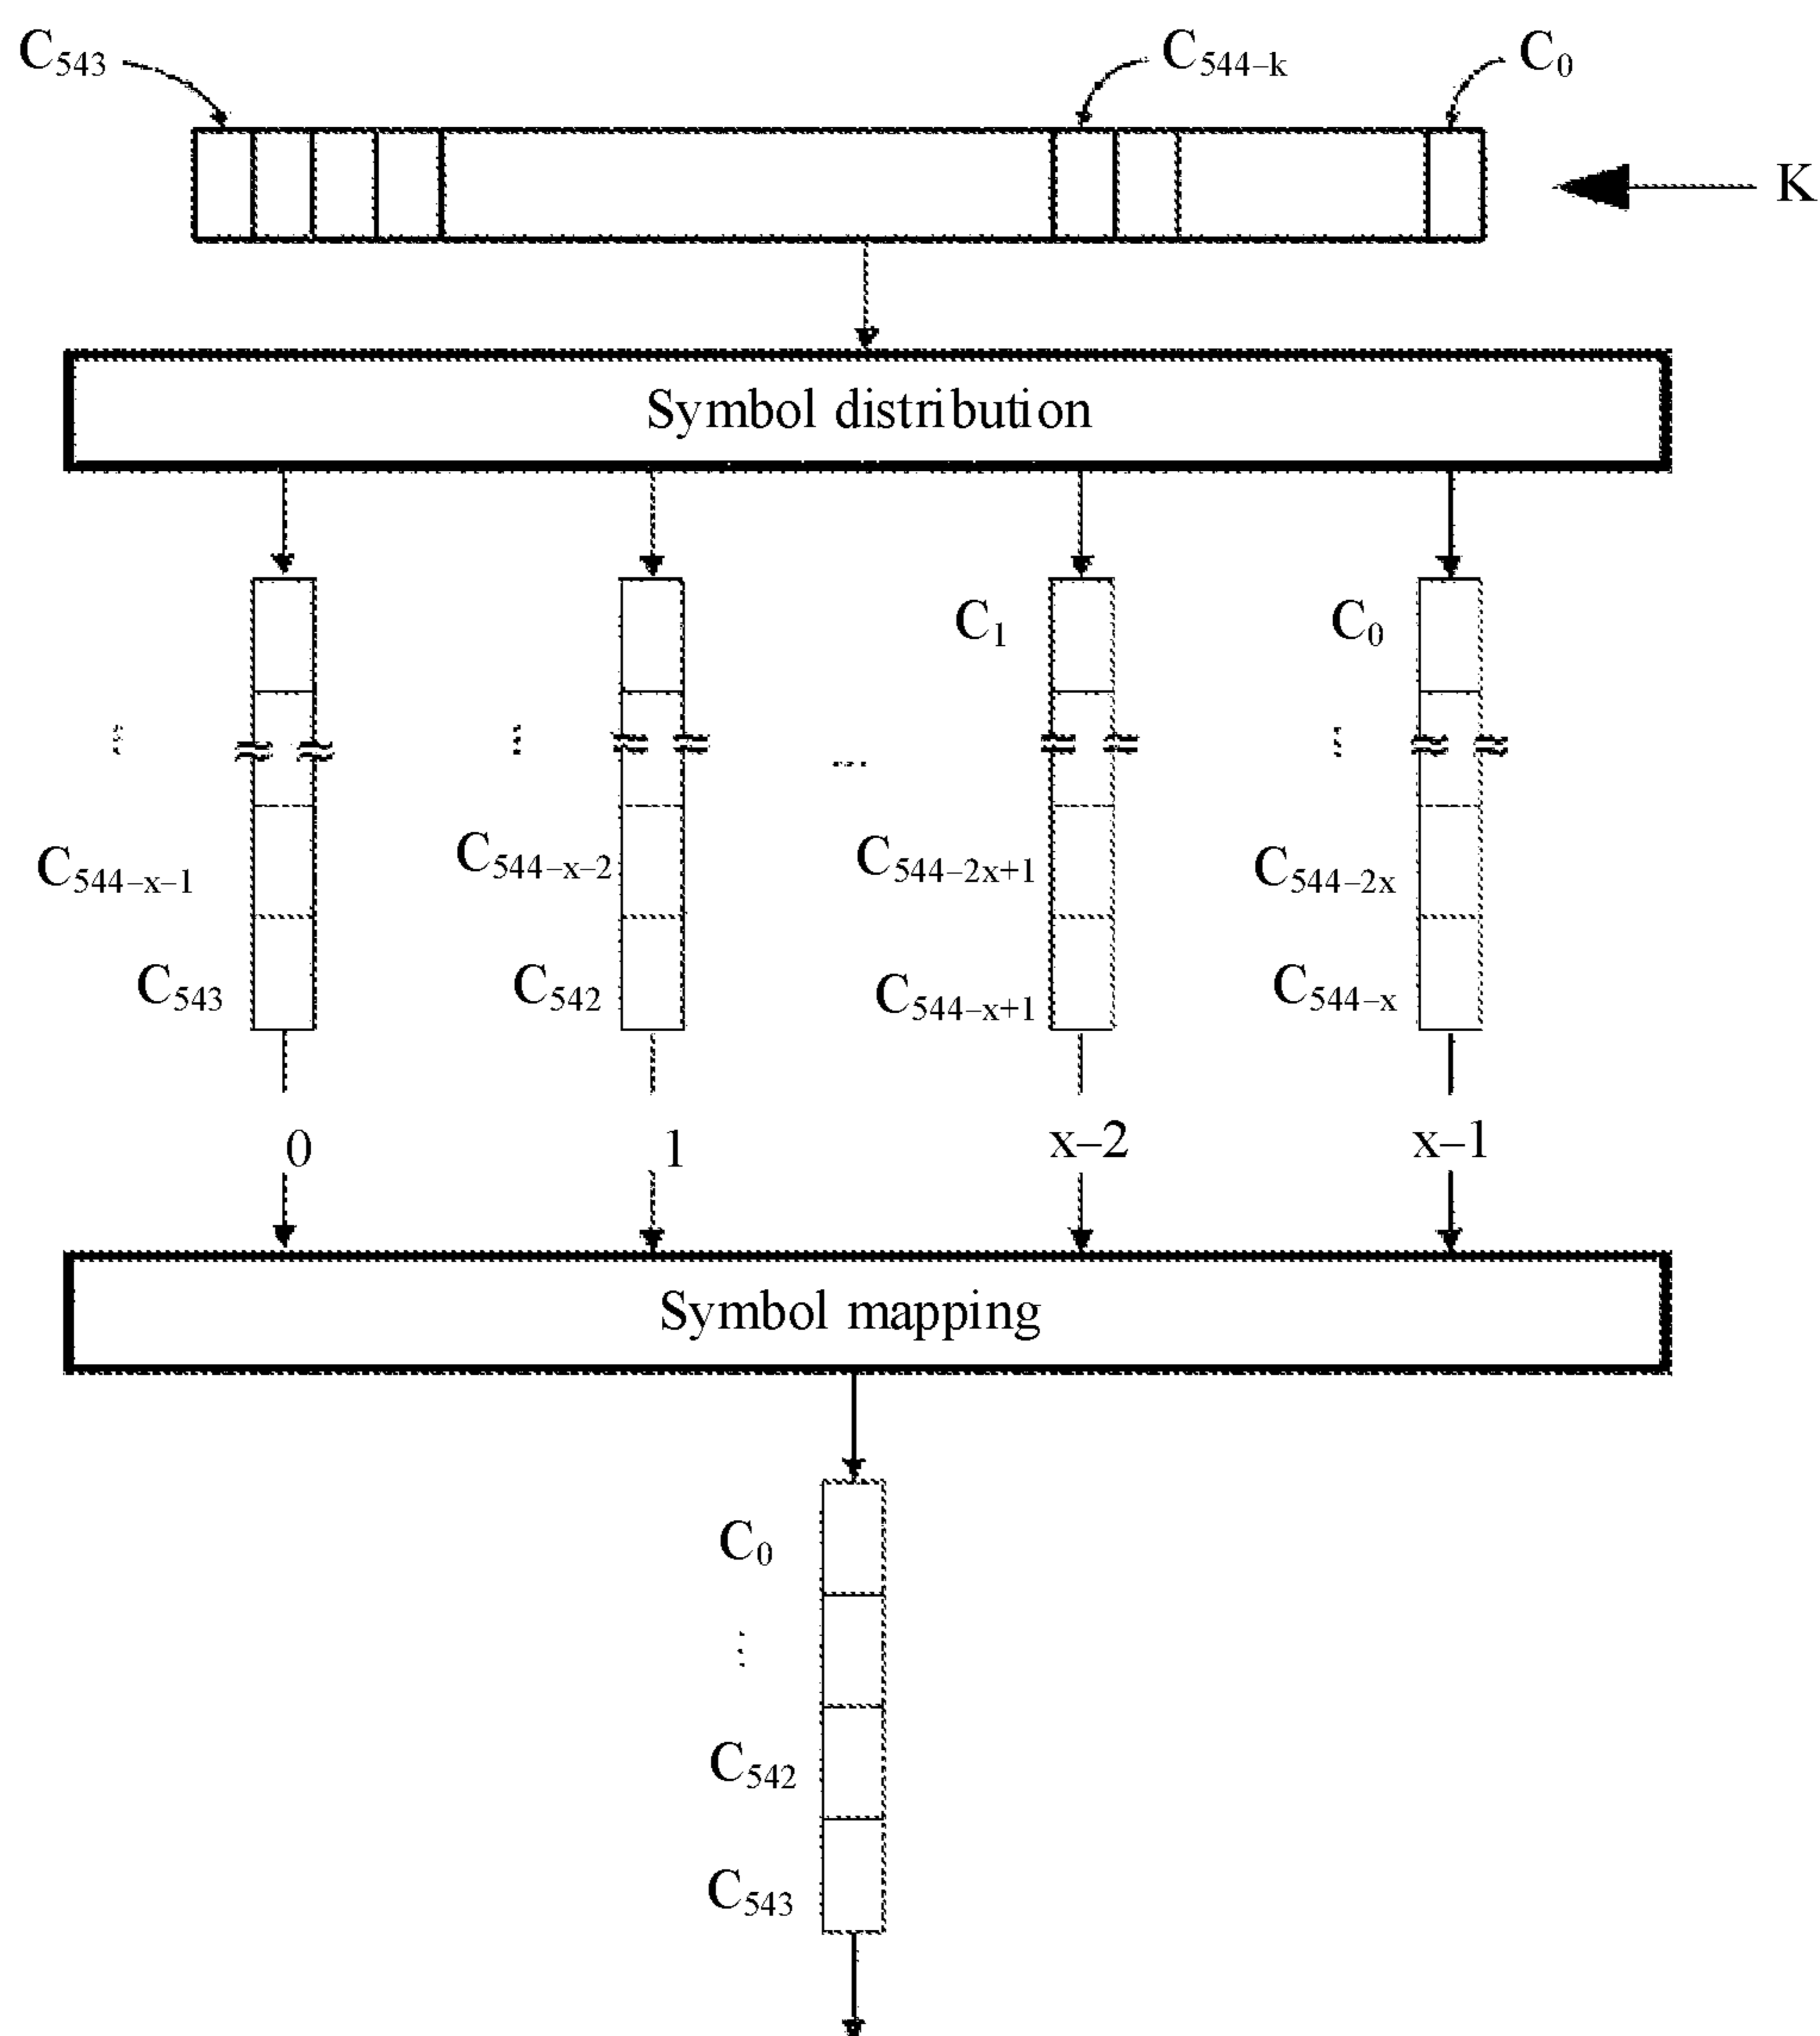 C₅₄₃ C₅₄₄₋ₖ C₀
K
Symbol distribution
C₁ C₀
⋮ ⋮ ... ⋮
C₅₄₄₋ₓ₋₁ C₅₄₄₋ₓ₋₂ C₅₄₄₋₂ₓ₊₁ C₅₄₄₋₂ₓ
C₅₄₃ C₅₄₂ C₅₄₄₋ₓ₊₁ C₅₄₄₋ₓ
0 1 x–2 x–1
Symbol mapping
C₀
⋮
C₅₄₂
C₅₄₃